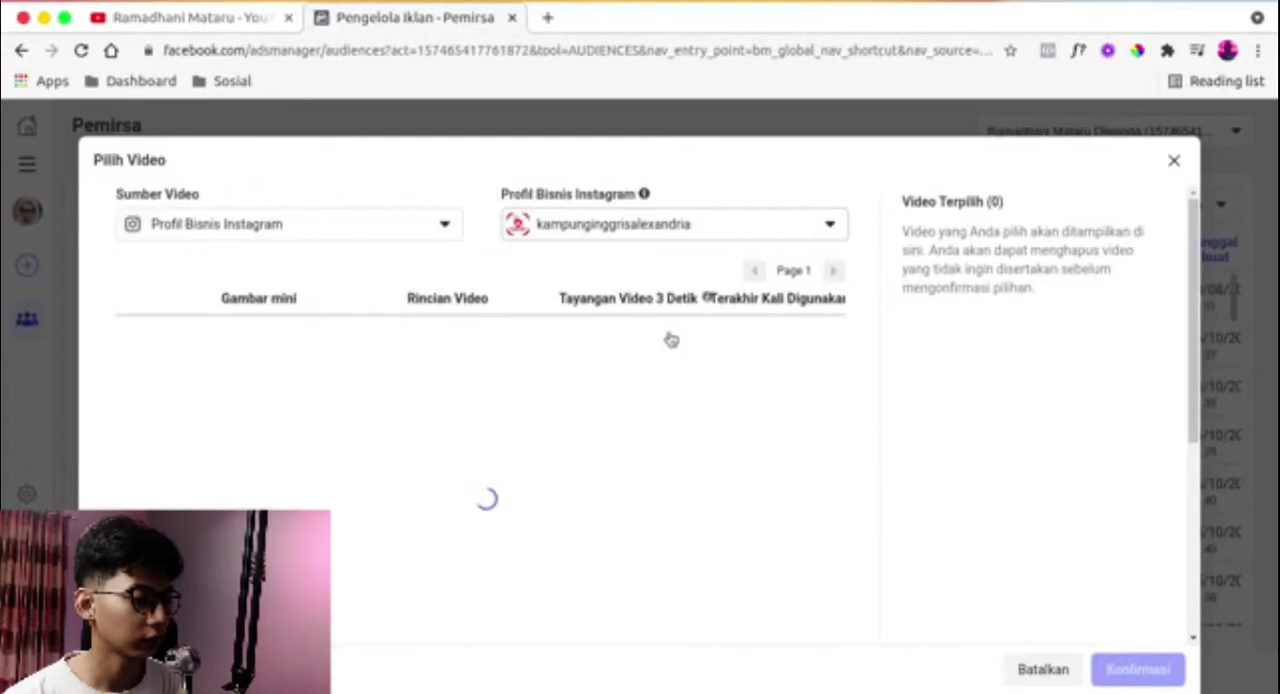 Ramadhani Mataru - You
Pengelola Iklan - Pemirsa
facebook.com/adsmanager/audiences?act=157465417761872&tool=AUDIENCES&nav_entry_point=bm_global_nav_shortcut&nav_source=...
Apps
Dashboard
Sosial
Reading list
Pemirsa
Pilih Video
Sumber Video
Profil Bisnis Instagram
Profil Bisnis Instagram
kampunginggrisalexandria
Page 1
Gambar mini
Rincian Video
Tayangan Video 3 Detik
Terakhir Kali Digunakan
Video Terpilih (0)
Video yang Anda pilih akan ditampilkan di
sini. Anda akan dapat menghapus video
yang tidak ingin disertakan sebelum
mengonfirmasi pilihan.
Batalkan
Konfirmasi